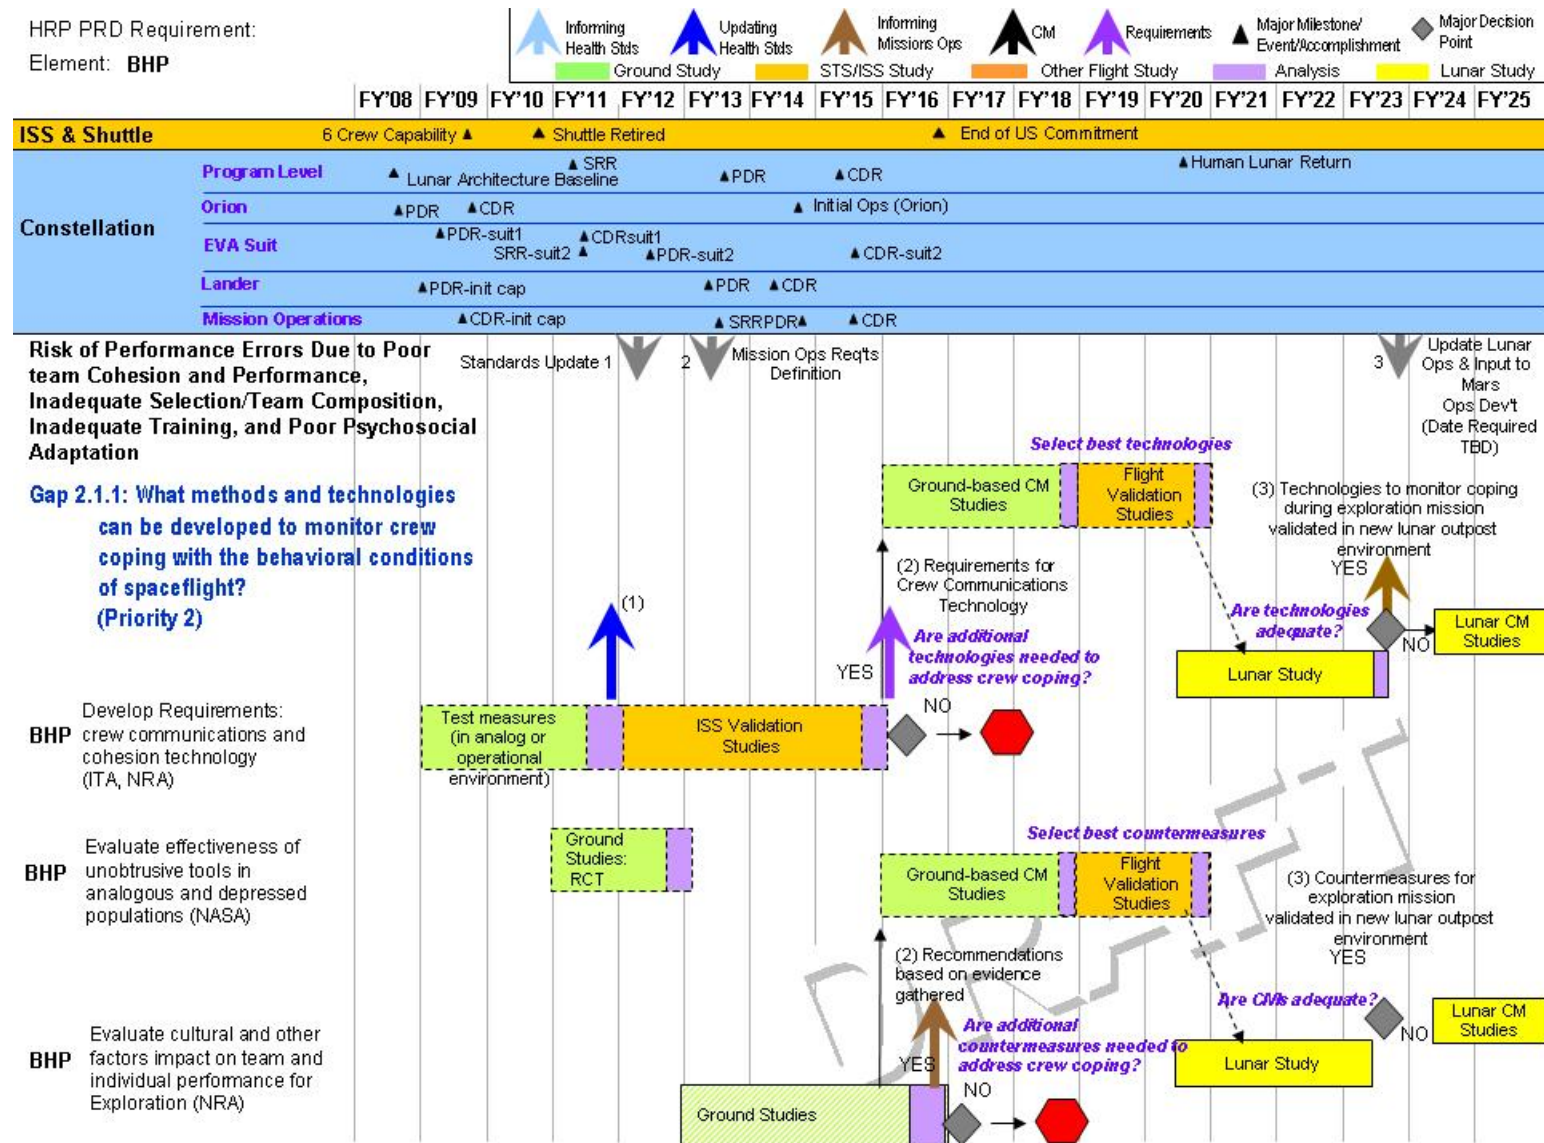 HRP PRD Requirement:
Element: BHP
Informing
Health Stds
Updating
Health Stds
Informing
Missions Ops
CM
Requirements
Major Milestone/
Event/Accomplishment
Major Decision
Point
Ground Study
STS/ISS Study
Other Flight Study
Analysis
Lunar Study
FY'08 FY'09 FY'10 FY'11 FY'12 FY'13 FY'14 FY'15 FY'16 FY'17 FY'18 FY'19 FY'20 FY'21 FY'22 FY'23 FY'24 FY'25
ISS & Shuttle
6 Crew Capability
Shuttle Retired
End of US Commitment
Constellation
Program Level
Lunar Architecture Baseline
SRR
PDR
CDR
Human Lunar Return
Orion
PDR
CDR
Initial Ops (Orion)
EVA Suit
PDR-suit1
SRR-suit2
CDRsuit1
PDR-suit2
CDR-suit2
Lander
PDR-init cap
PDR
CDR
Mission Operations
CDR-init cap
SRR
PDR
CDR
Risk of Performance Errors Due to Poor
team Cohesion and Performance,
Inadequate Selection/Team Composition,
Inadequate Training, and Poor Psychosocial
Adaptation
Standards Update 1
2
Mission Ops Req'ts
Definition
3
Update Lunar
Ops & Input to
Mars
Ops Dev't
(Date Required
TBD)
Gap 2.1.1: What methods and technologies
can be developed to monitor crew
coping with the behavioral conditions
of spaceflight?
(Priority 2)
Select best technologies
Ground-based CM
Studies
Flight
Validation
Studies
(3) Technologies to monitor coping
during exploration mission
validated in new lunar outpost
environment
YES
(1)
(2) Requirements for
Crew Communications
Technology
Are additional
technologies needed to
address crew coping?
YES
NO
Are technologies
adequate?
NO
Lunar CM
Studies
Lunar Study
BHP
Develop Requirements:
crew communications and
cohesion technology
(ITA, NRA)
Test measures
(in analog or
operational
environment)
ISS Validation
Studies
BHP
Evaluate effectiveness of
unobtrusive tools in
analogous and depressed
populations (NASA)
Ground
Studies:
RCT
Select best countermeasures
Ground-based CM
Studies
Flight
Validation
Studies
(3) Countermeasures for
exploration mission
validated in new lunar outpost
environment
YES
(2) Recommendations
based on evidence
gathered
Are additional
countermeasures needed to
address crew coping?
YES
NO
Are CMs adequate?
NO
Lunar CM
Studies
Lunar Study
BHP
Evaluate cultural and other
factors impact on team and
individual performance for
Exploration (NRA)
Ground Studies
DRAFT